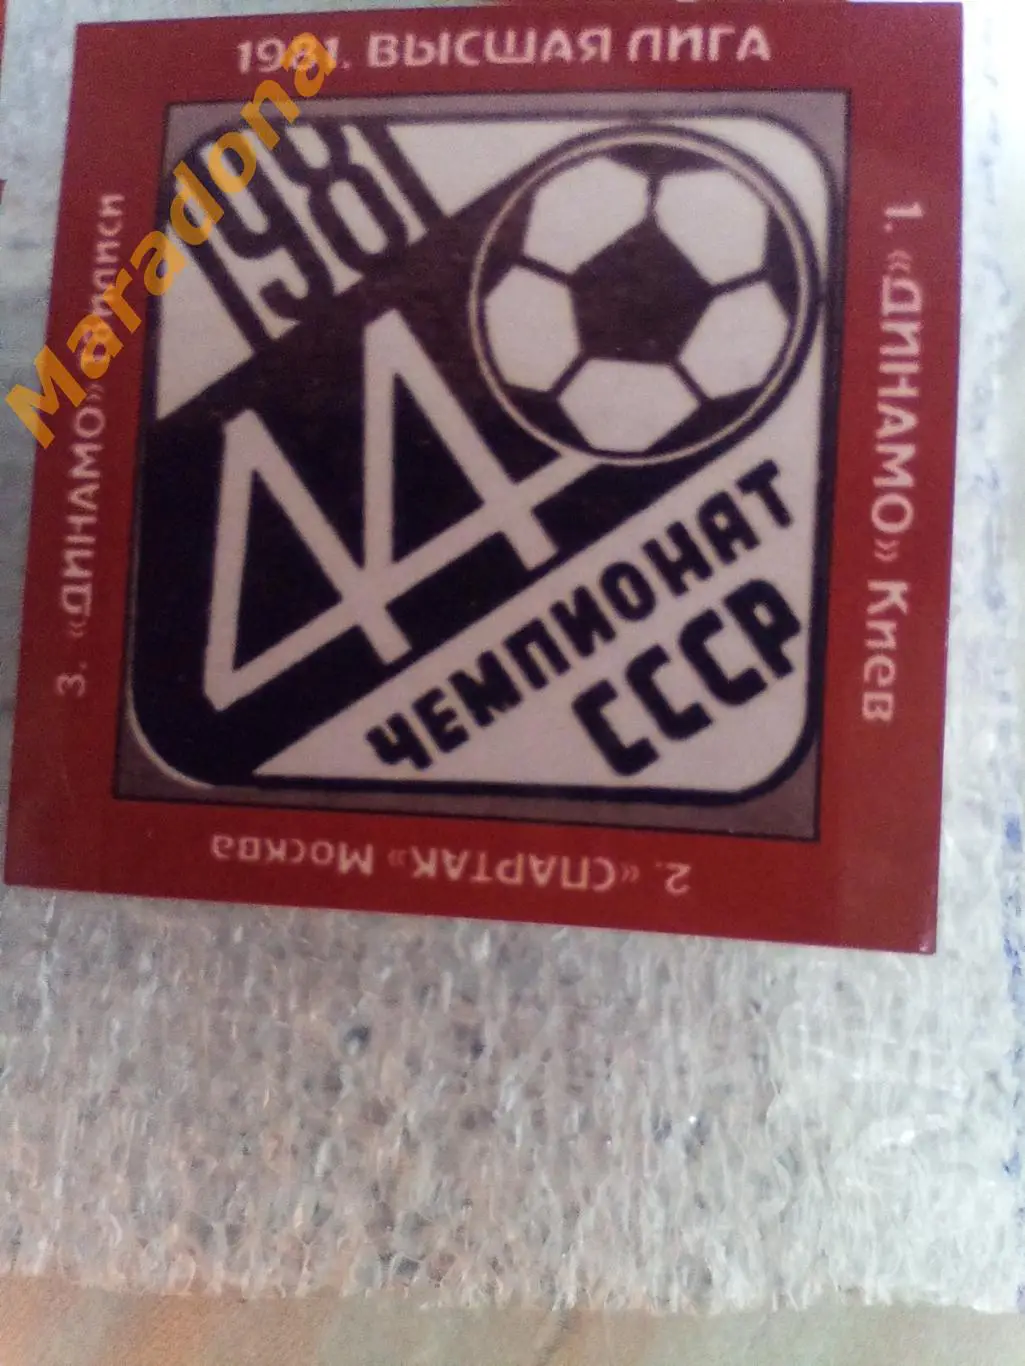 1981. ВЫСШАЯ ЛИГА
1. «ДИНАМО» Киев
2. «СПАРТАК» Москва
3. «ДИНАМО»
1981
44
ЧЕМПИОНАТ
СССР
Maradona